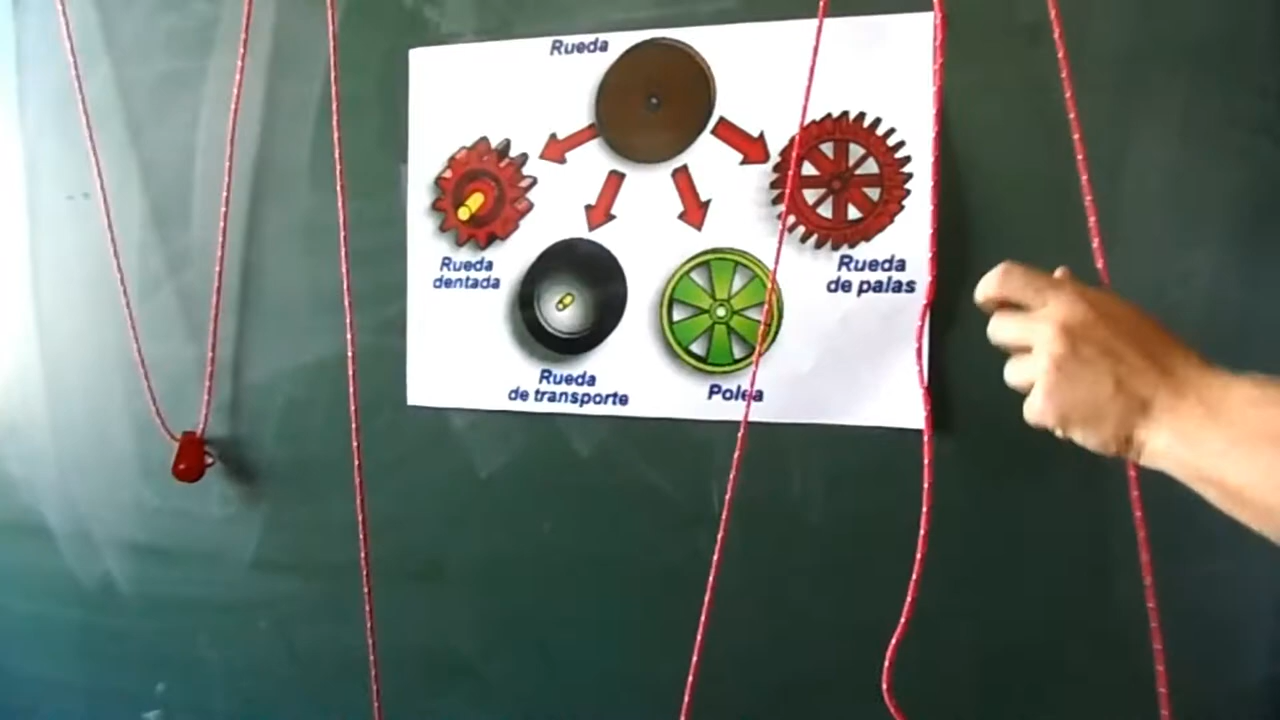 Rueda
Rueda
dentada
Rueda
de palas
Rueda
de transporte
Polea